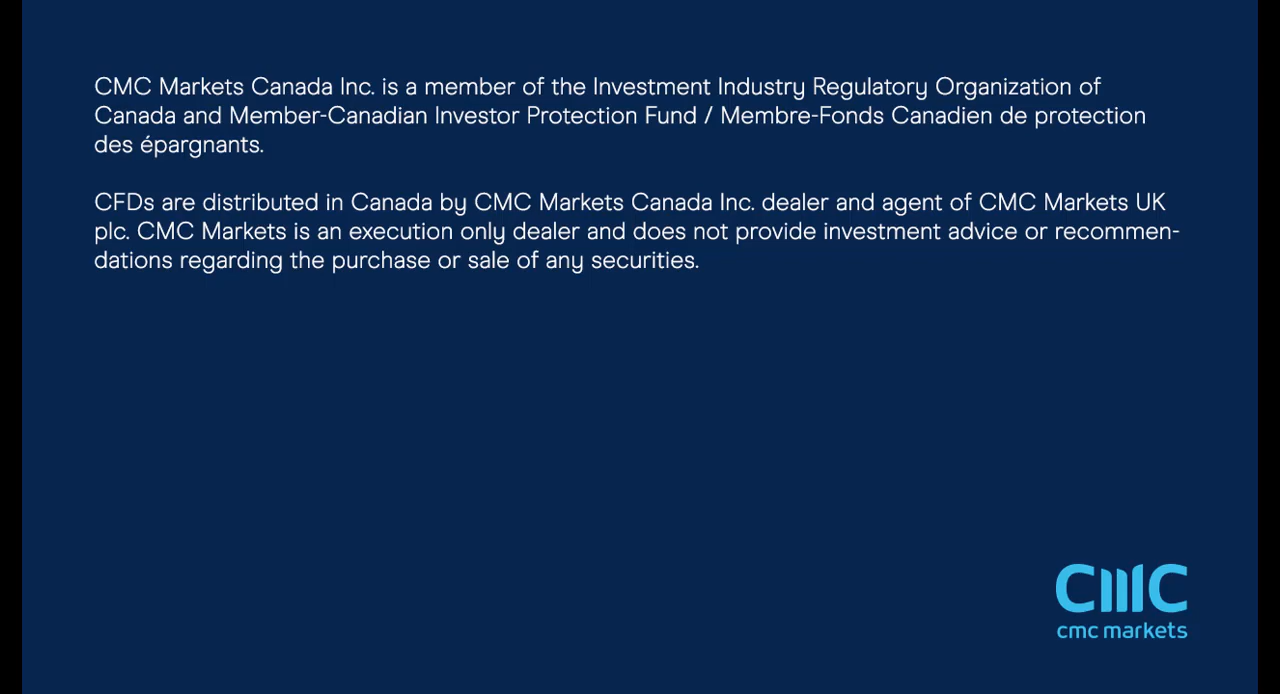 CMC Markets Canada Inc. is a member of the Investment Industry Regulatory Organization of
Canada and Member-Canadian Investor Protection Fund / Membre-Fonds Canadien de protection
des épargnants.
CFDs are distributed in Canada by CMC Markets Canada Inc. dealer and agent of CMC Markets UK
plc. CMC Markets is an execution only dealer and does not provide investment advice or recommen-
dations regarding the purchase or sale of any securities.
CMC
cmc markets